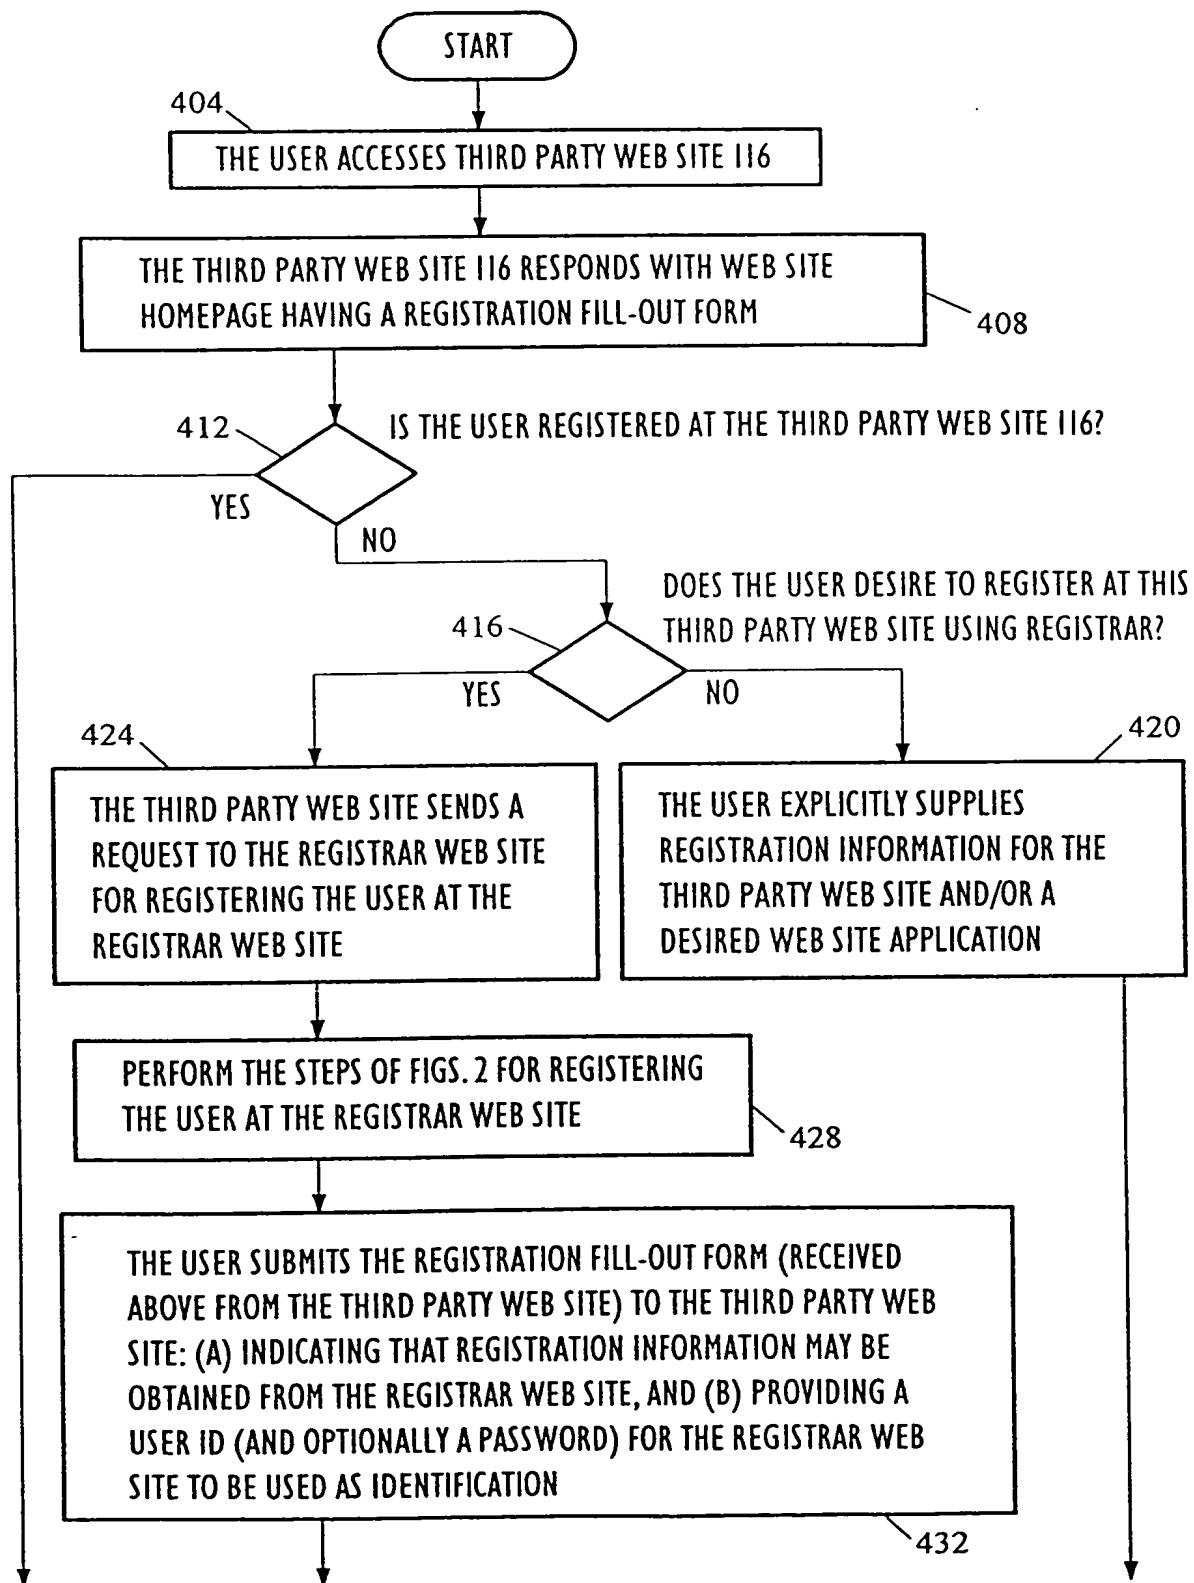 START
404
THE USER ACCESSES THIRD PARTY WEB SITE 116
THE THIRD PARTY WEB SITE 116 RESPONDS WITH WEB SITE
HOMEPAGE HAVING A REGISTRATION FILL-OUT FORM
408
412
IS THE USER REGISTERED AT THE THIRD PARTY WEB SITE 116?
YES
NO
DOES THE USER DESIRE TO REGISTER AT THIS
THIRD PARTY WEB SITE USING REGISTRAR?
416
YES
NO
424
420
THE THIRD PARTY WEB SITE SENDS A
REQUEST TO THE REGISTRAR WEB SITE
FOR REGISTERING THE USER AT THE
REGISTRAR WEB SITE
THE USER EXPLICITLY SUPPLIES
REGISTRATION INFORMATION FOR THE
THIRD PARTY WEB SITE AND/OR A
DESIRED WEB SITE APPLICATION
PERFORM THE STEPS OF FIGS. 2 FOR REGISTERING
THE USER AT THE REGISTRAR WEB SITE
428
THE USER SUBMITS THE REGISTRATION FILL-OUT FORM (RECEIVED
ABOVE FROM THE THIRD PARTY WEB SITE) TO THE THIRD PARTY WEB
SITE: (A) INDICATING THAT REGISTRATION INFORMATION MAY BE
OBTAINED FROM THE REGISTRAR WEB SITE, AND (B) PROVIDING A
USER ID (AND OPTIONALLY A PASSWORD) FOR THE REGISTRAR WEB
SITE TO BE USED AS IDENTIFICATION
432